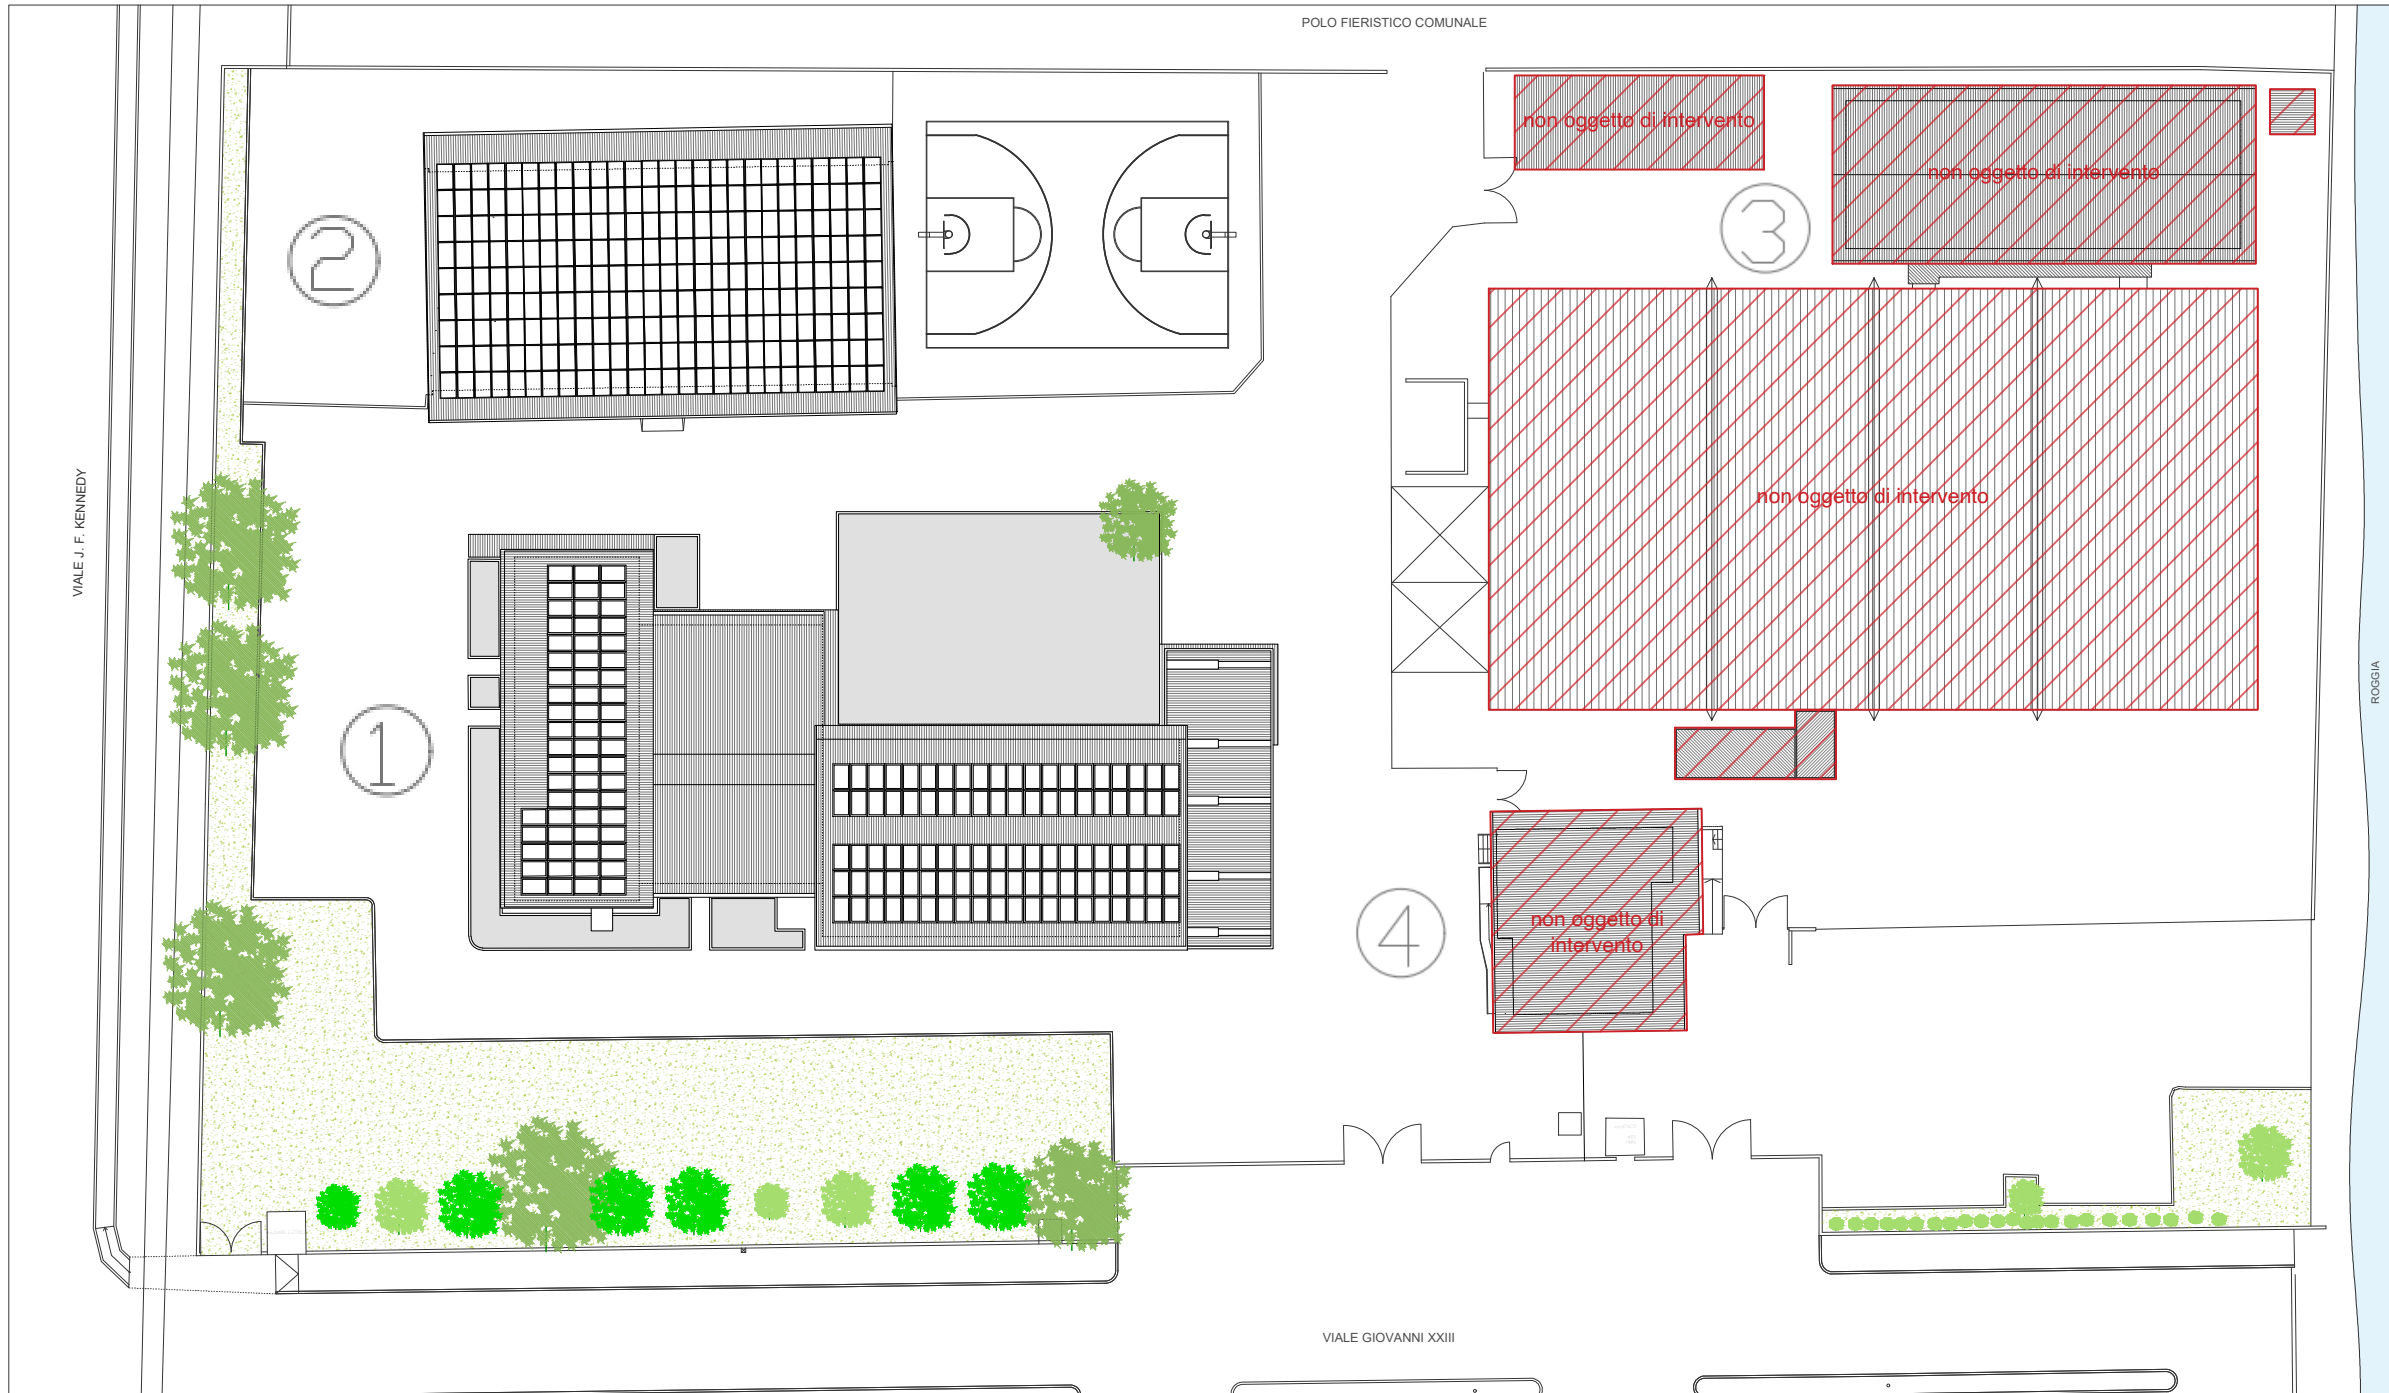 POLO FIERISTICO COMUNALE
non oggetto di intervento
non oggetto di intervento
2
3
VIALE J. F. KENNEDY
non oggetto di intervento
ROGGIA
1
4
non oggetto di
intervento
VIALE GIOVANNI XXIII